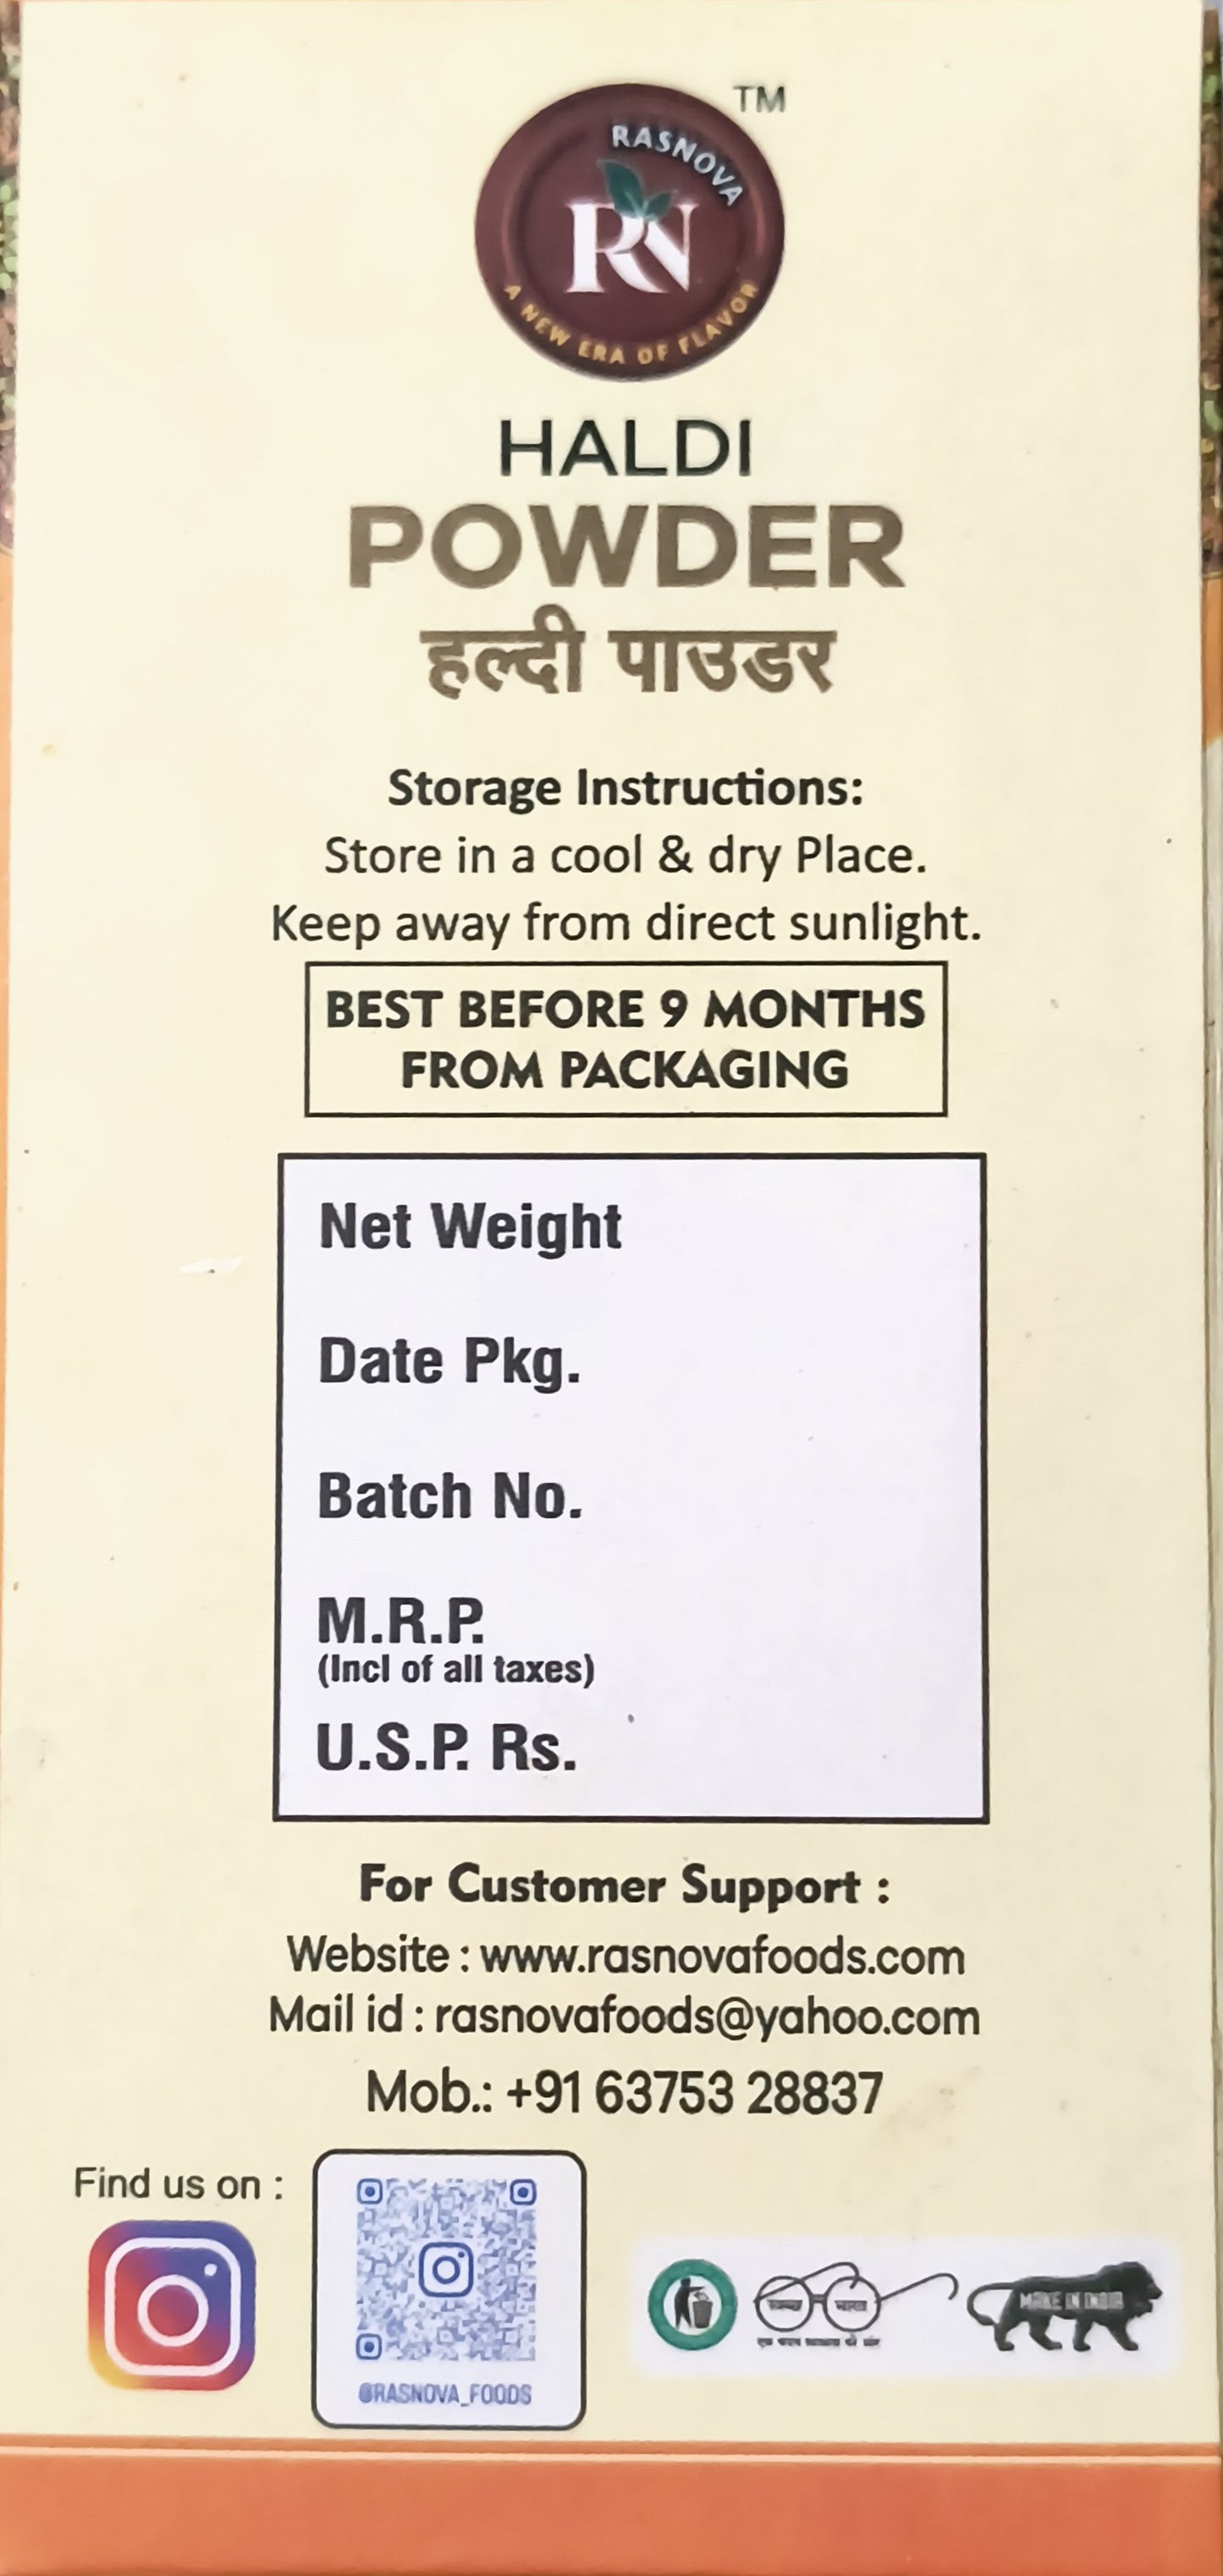 TM
RASNOVA
RN
A NEW ERA OF FLAVOR
HALDI
POWDER
हल्दी पाउडर
Storage Instructions:
Store in a cool & dry Place.
Keep away from direct sunlight.
BEST BEFORE 9 MONTHS
FROM PACKAGING
Net Weight
Date Pkg.
Batch No.
M.R.P.
(Incl of all taxes)
U.S.P. Rs.
For Customer Support :
Website : www.rasnovafoods.com
Mail id : rasnovafoods@yahoo.com
Mob.: +91 63753 28837
Find us on :
@RASNOVA_FOODS
MAKE IN INDIA